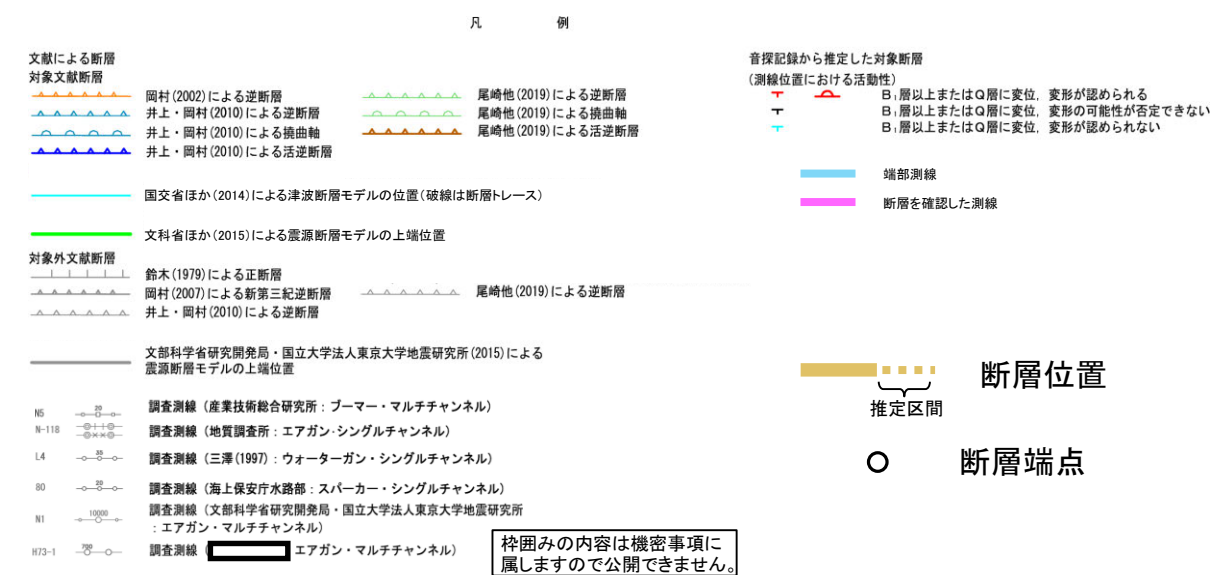 凡 例
文献による断層
対象文献断層
岡村(2002)による逆断層
井上・岡村(2010)による逆断層
井上・岡村(2010)による撓曲軸
井上・岡村(2010)による活逆断層
尾崎他(2019)による逆断層
尾崎他(2019)による撓曲軸
尾崎他(2019)による活逆断層
国交省ほか(2014)による津波断層モデルの位置(破線は断層トレース)
文科省ほか(2015)による震源断層モデルの上端位置
対象外文献断層
鈴木(1979)による正断層
岡村(2007)による新第三紀逆断層
井上・岡村(2010)による逆断層
尾崎他(2019)による逆断層
文部科学省研究開発局・国立大学法人東京大学地震研究所(2015)による
震源断層モデルの上端位置
N5 20 調査測線(産業技術総合研究所:ブーマー・マルチチャンネル)
N-118 調査測線(地質調査所:エアガン・シングルチャンネル)
L4 35 調査測線(三澤(1997):ウォーターガン・シングルチャンネル)
80 20 調査測線(海上保安庁水路部:スパーカー・シングルチャンネル)
N1 10000 調査測線(文部科学省研究開発局・国立大学法人東京大学地震研究所
:エアガン・マルチチャンネル)
H73-1 700 調査測線( エアガン・マルチチャンネル)
枠囲みの内容は機密事項に
属しますので公開できません。
音探記録から推定した対象断層
(測線位置における活動性)
B₁層以上またはQ層に変位,変形が認められる
B₁層以上またはQ層に変位,変形の可能性が否定できない
B₁層以上またはQ層に変位,変形が認められない
端部測線
断層を確認した測線
断層位置
推定区間
断層端点